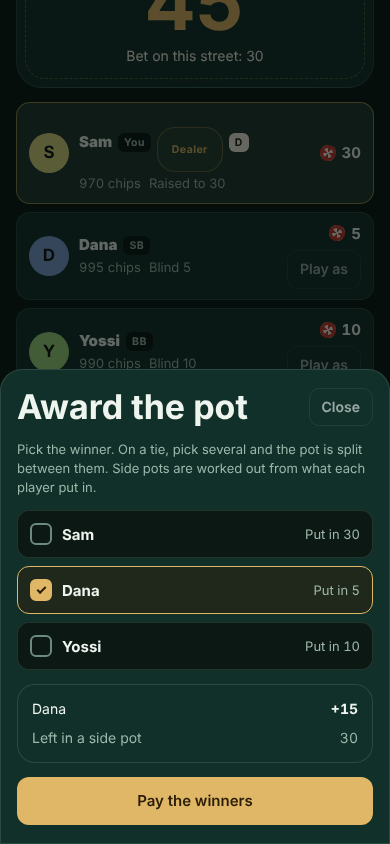 45
Bet on this street: 30
S
Sam You Dealer D
30
970 chips Raised to 30
D
Dana SB
5
995 chips Blind 5
Play as
Y
Yossi BB
10
990 chips Blind 10
Play as
Award the pot
Close
Pick the winner. On a tie, pick several and the pot is split
between them. Side pots are worked out from what each
player put in.
Sam Put in 30
Dana Put in 5
Yossi Put in 10
Dana +15
Left in a side pot 30
Pay the winners